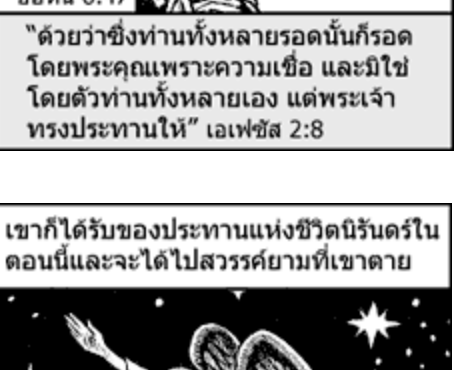 “ด้วยว่าซึ่งท่านทั้งหลายรอดนั้นก็รอด
โดยพระคุณเพราะความเชื่อ และมิใช่
โดยตัวท่านทั้งหลายเอง แต่พระเจ้า
ทรงประทานให้” เอเฟซัส 2:8
เขาก็ได้รับของประทานแห่งชีวิตนิรันดร์ใน
ตอนนี้และจะได้ไปสวรรค์ยามที่เขาตาย